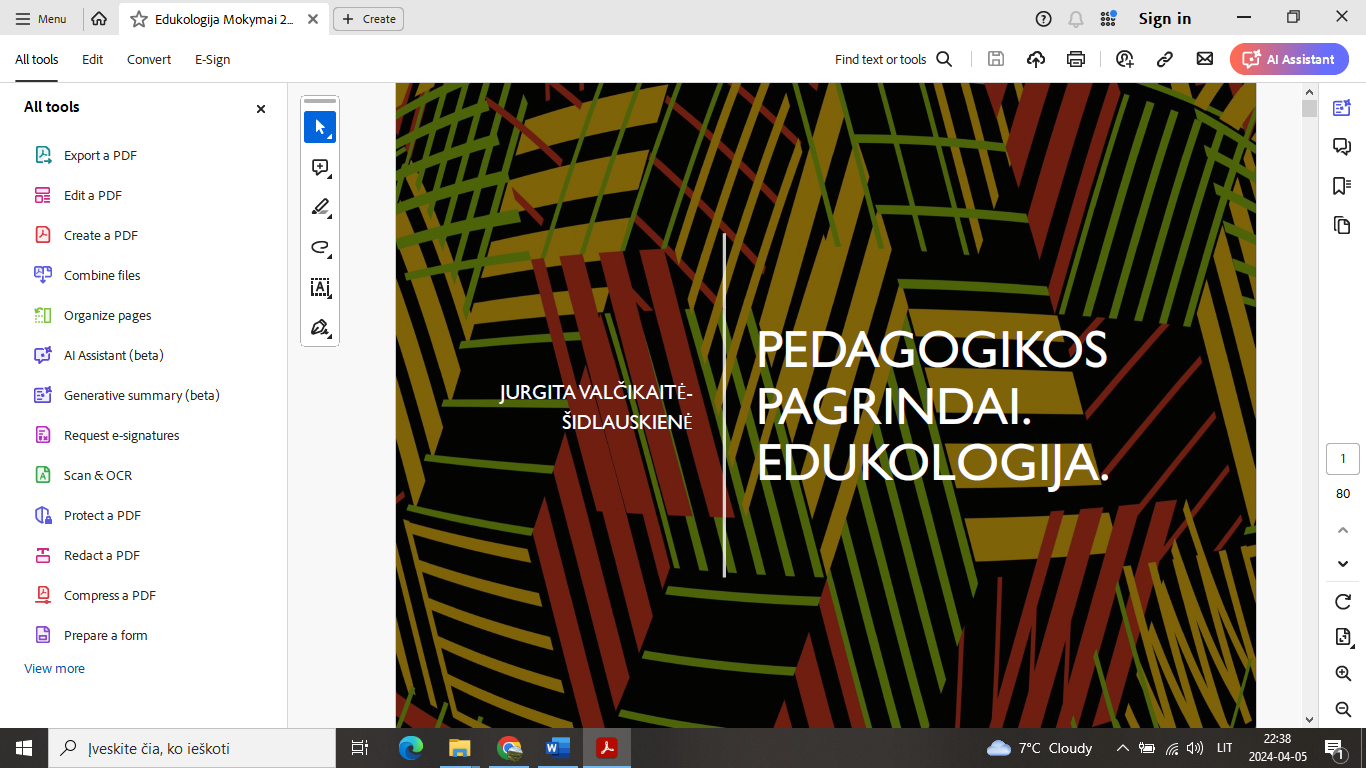 Menu
Edukologija Mokymai 2...
Create
Sign in
All tools
Edit
Convert
E-Sign
Find text or tools
AI Assistant
All tools
Export a PDF
Edit a PDF
Create a PDF
Combine files
Organize pages
AI Assistant (beta)
Generative summary (beta)
Request e-signatures
Scan & OCR
Protect a PDF
Redact a PDF
Compress a PDF
Prepare a form
View more
JURGITA VALČIKAITĖ-
ŠIDLAUSKIENĖ
PEDAGOGIKOS
PAGRINDAI.
EDUKOLOGIJA.
1
80
Įveskite čia, ko ieškoti
7°C Cloudy
LIT
22:38
2024-04-05
1